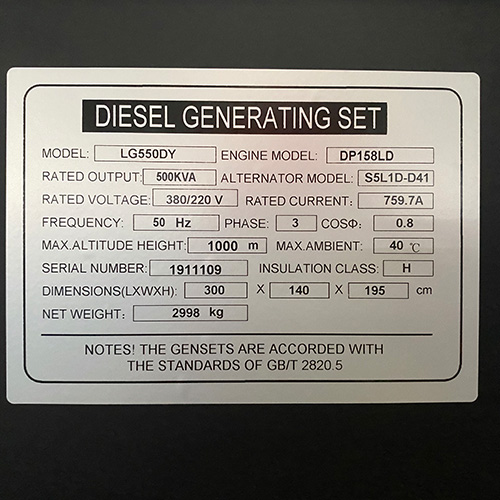 DIESEL GENERATING SET
MODEL: LG550DY ENGINE MODEL: DP158LD
RATED OUTPUT: 500KVA ALTERNATOR MODEL: S5L1D-D41
RATED VOLTAGE: 380/220 V RATED CURRENT: 759.7A
FREQUENCY: 50 Hz PHASE: 3 COSΦ: 0.8
MAX.ALTITUDE HEIGHT: 1000 m MAX.AMBIENT: 40 ℃
SERIAL NUMBER: 1911109 INSULATION CLASS: H
DIMENSIONS(LXWXH): 300 X 140 X 195 cm
NET WEIGHT: 2998 kg
NOTES! THE GENSETS ARE ACCORDED WITH
THE STANDARDS OF GB/T 2820.5